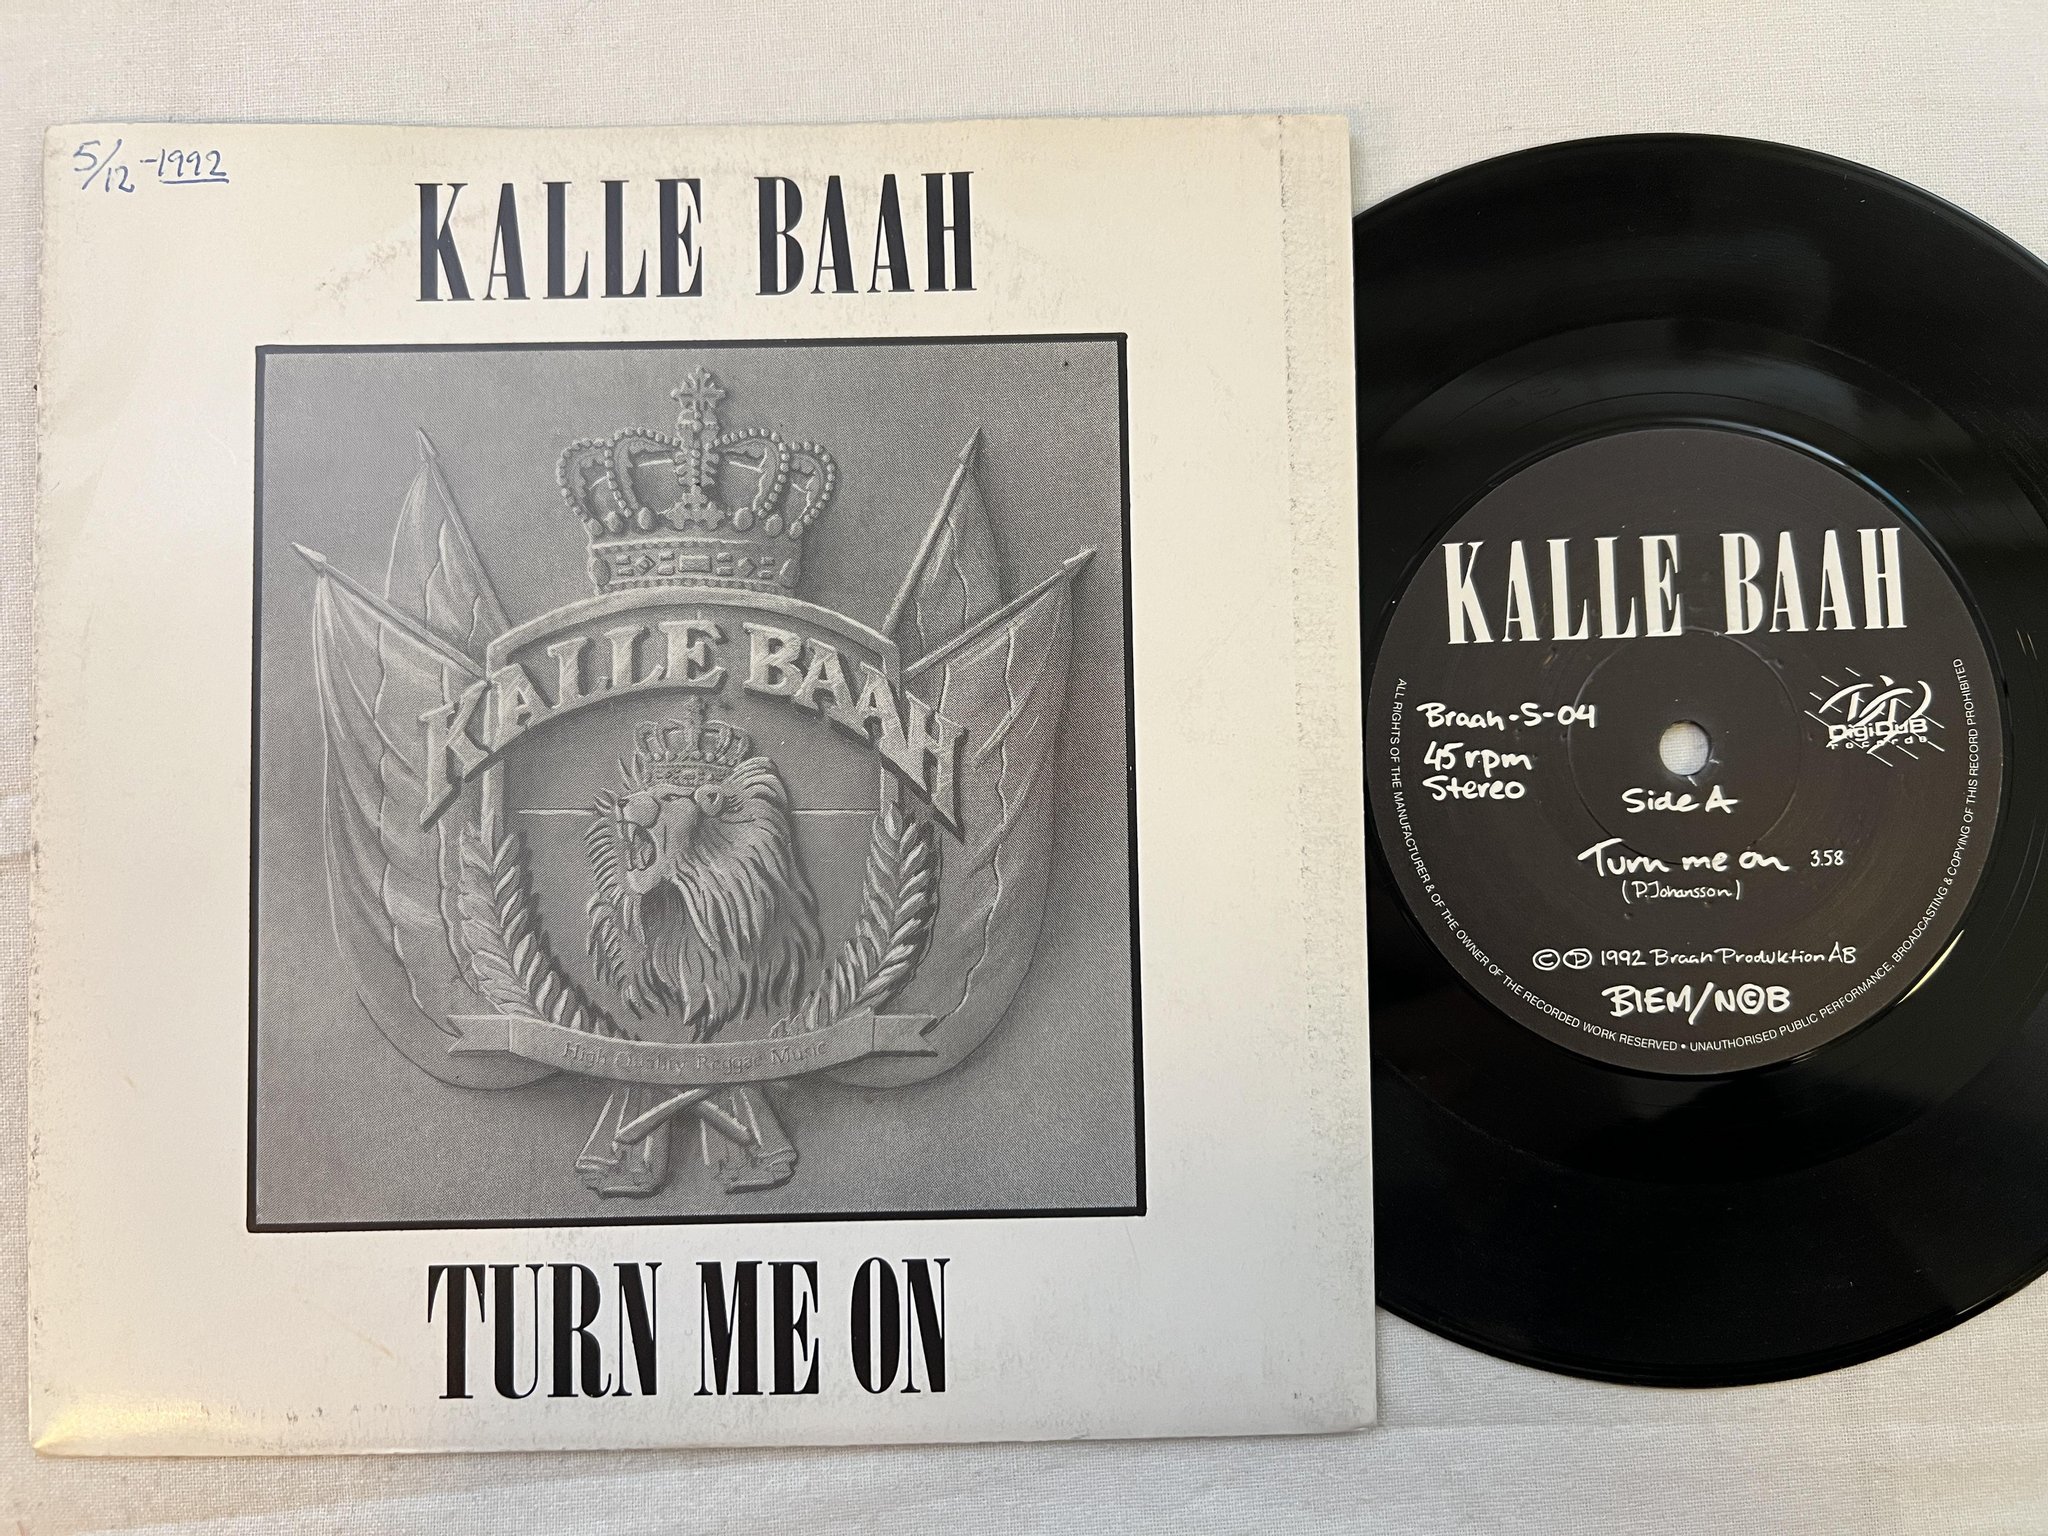 5/12 -1992
KALLE BAAH
KALLE BAAH
High Quality Reggae Music
TURN ME ON
KALLE BAAH
Braah-S-04
45 rpm
Stereo
DigiDuB
records
Side A
Turn me on 3.58
(P. Johansson)
© ℗ 1992 Braah Produktion AB
BIEM/N©B
ALL RIGHTS OF THE MANUFACTURER & OF THE OWNER OF THE RECORDED WORK RESERVED • UNAUTHORISED PUBLIC PERFORMANCE, BROADCASTING & COPYING OF THIS RECORD PROHIBITED